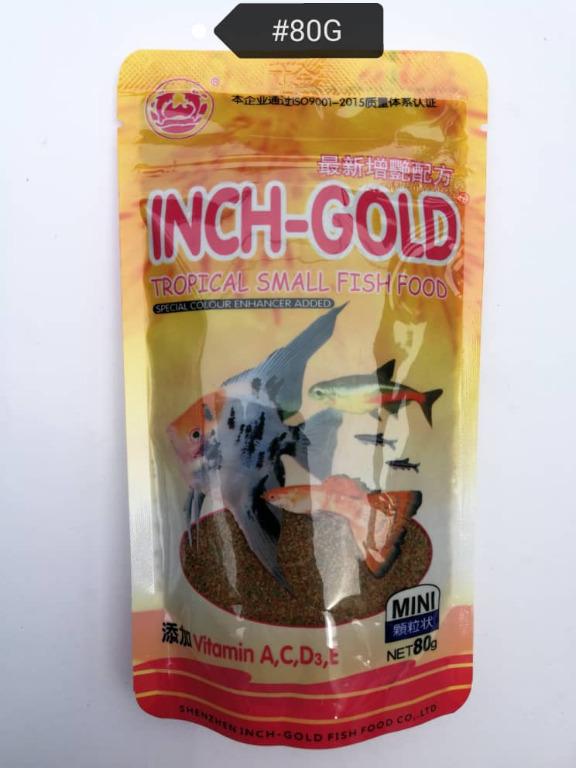 #80G
®
本企业通过ISO9001-2015质量体系认证
最新增艷配方
INCH-GOLD
TROPICAL SMALL FISH FOOD
SPECIAL COLOUR ENHANCER ADDED
MINI
顆粒状
NET80g
添加Vitamin A,C,D3,E
SHENZHEN INCH-GOLD FISH FOOD CO.,LTD